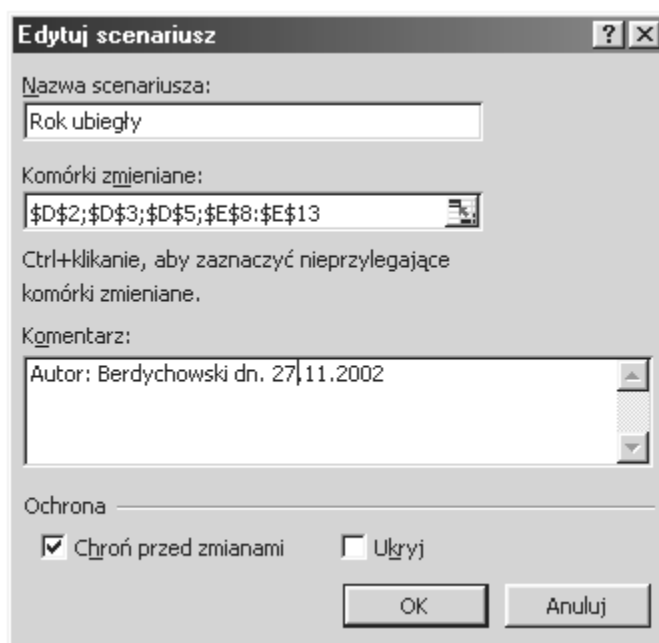 Edytuj scenariusz
Nazwa scenariusza:
Rok ubiegły
Komórki zmieniane:
$D$2;$D$3;$D$5;$E$8:$E$13
Ctrl+klikanie, aby zaznaczyć nieprzylegające
komórki zmieniane.
Komentarz:
Autor: Berdychowski dn. 27.11.2002
Ochrona
Chroń przed zmianami Ukryj
OK Anuluj